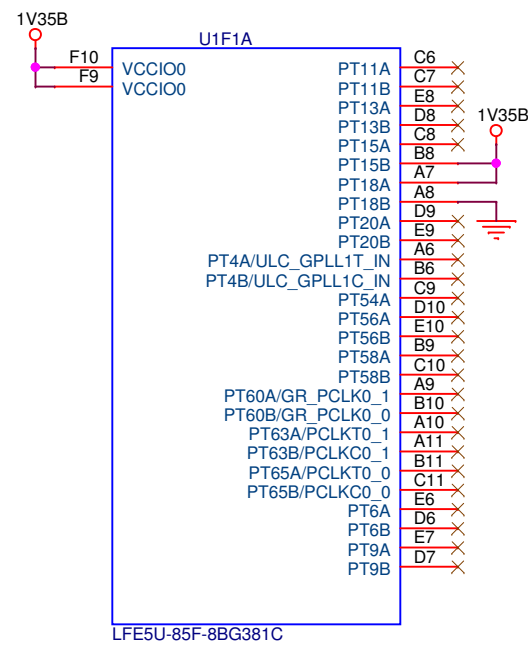 1V35B
U1F1A
F10 VCCIO0
F9 VCCIO0
1V35B
PT11A C6
PT11B C7
PT13A E8
PT13B D8
PT15A C8
PT15B B8
PT18A A7
PT18B A8
PT20A D9
PT20B E9
PT4A/ULC_GPLL1T_IN A6
PT4B/ULC_GPLL1C_IN B6
PT54A C9
PT56A D10
PT56B E10
PT58A B9
PT58B C10
PT60A/GR_PCLK0_1 A9
PT60B/GR_PCLK0_0 B10
PT63A/PCLKT0_1 A10
PT63B/PCLKC0_1 A11
PT65A/PCLKT0_0 B11
PT65B/PCLKC0_0 C11
PT6A E6
PT6B D6
PT9A E7
PT9B D7
LFE5U-85F-8BG381C